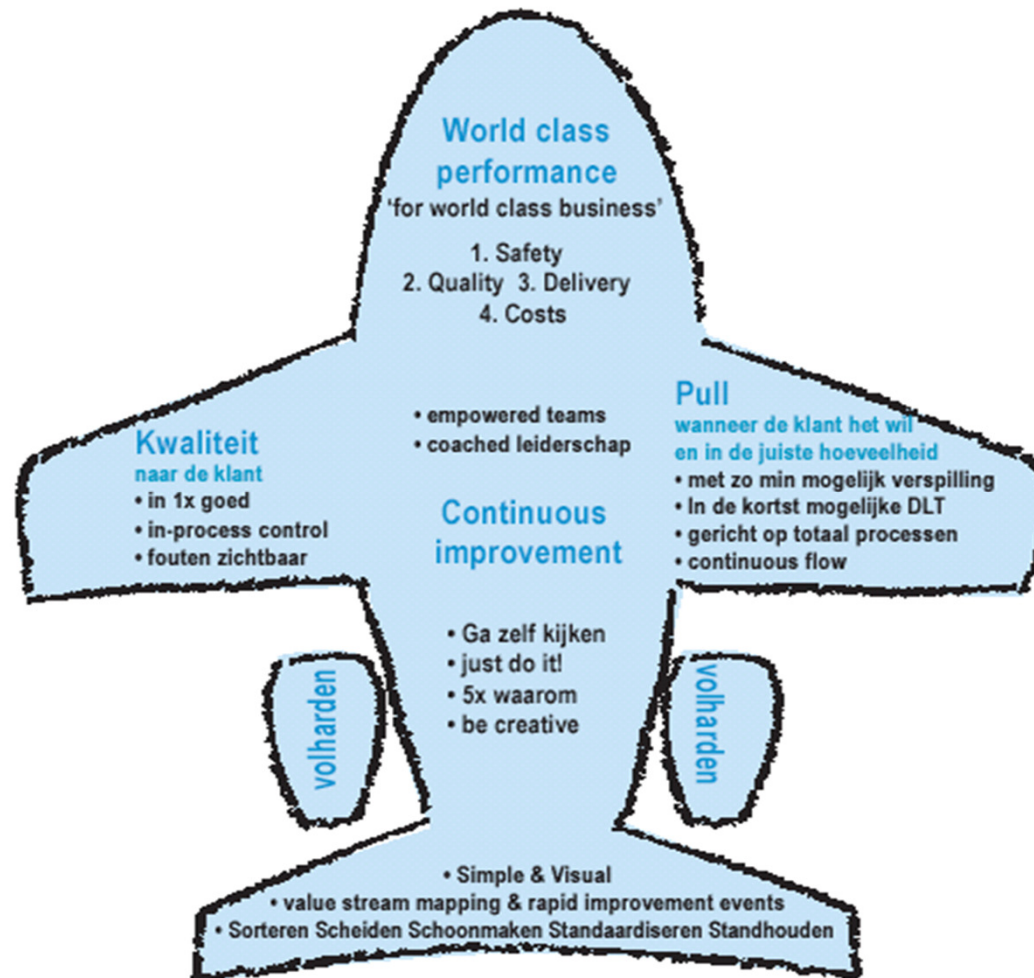 World class
performance
‘for world class business’
1. Safety
2. Quality 3. Delivery
4. Costs
• empowered teams
• coached leiderschap
Kwaliteit
naar de klant
• in 1x goed
• in-process control
• fouten zichtbaar
Pull
wanneer de klant het wil
en in de juiste hoeveelheid
• met zo min mogelijk verspilling
• In de kortst mogelijke DLT
• gericht op totaal processen
• continuous flow
Continuous
improvement
• Ga zelf kijken
• just do it!
• 5x waarom
• be creative
volharden
volharden
• Simple & Visual
• value stream mapping & rapid improvement events
• Sorteren Scheiden Schoonmaken Standaardiseren Standhouden